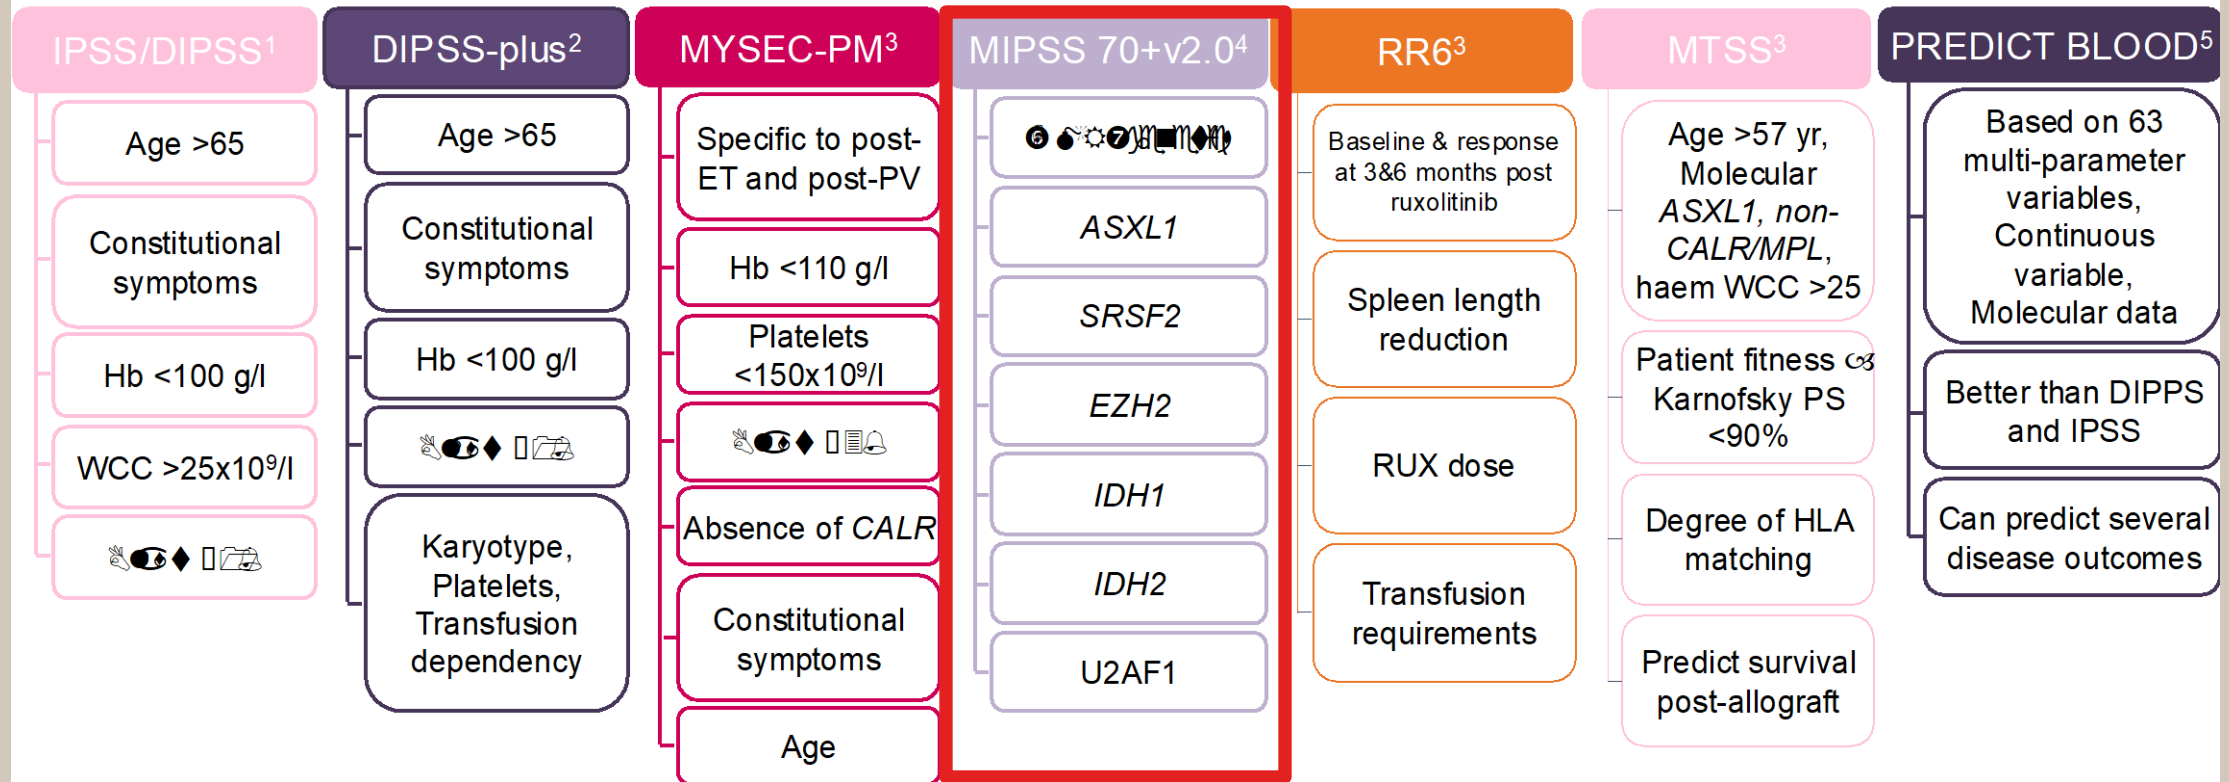 IPSS/DIPSS¹
Age >65
Constitutional
symptoms
Hb <100 g/l
WCC >25x10⁹/l
DIPSS-plus²
Age >65
Constitutional
symptoms
Hb <100 g/l
Karyotype,
Platelets,
Transfusion
dependency
MYSEC-PM³
Specific to post-
ET and post-PV
Hb <110 g/l
Platelets
<150x10⁹/l
Absence of CALR
Constitutional
symptoms
Age
MIPSS 70+v2.0⁴
ASXL1
SRSF2
EZH2
IDH1
IDH2
U2AF1
RR6³
Baseline & response
at 3&6 months post
ruxolitinib
Spleen length
reduction
RUX dose
Transfusion
requirements
MTSS³
Age >57 yr,
Molecular
ASXL1, non-
CALR/MPL,
haem WCC >25
Patient fitness
Karnofsky PS
<90%
Degree of HLA
matching
Predict survival
post-allograft
PREDICT BLOOD⁵
Based on 63
multi-parameter
variables,
Continuous
variable,
Molecular data
Better than DIPPS
and IPSS
Can predict several
disease outcomes